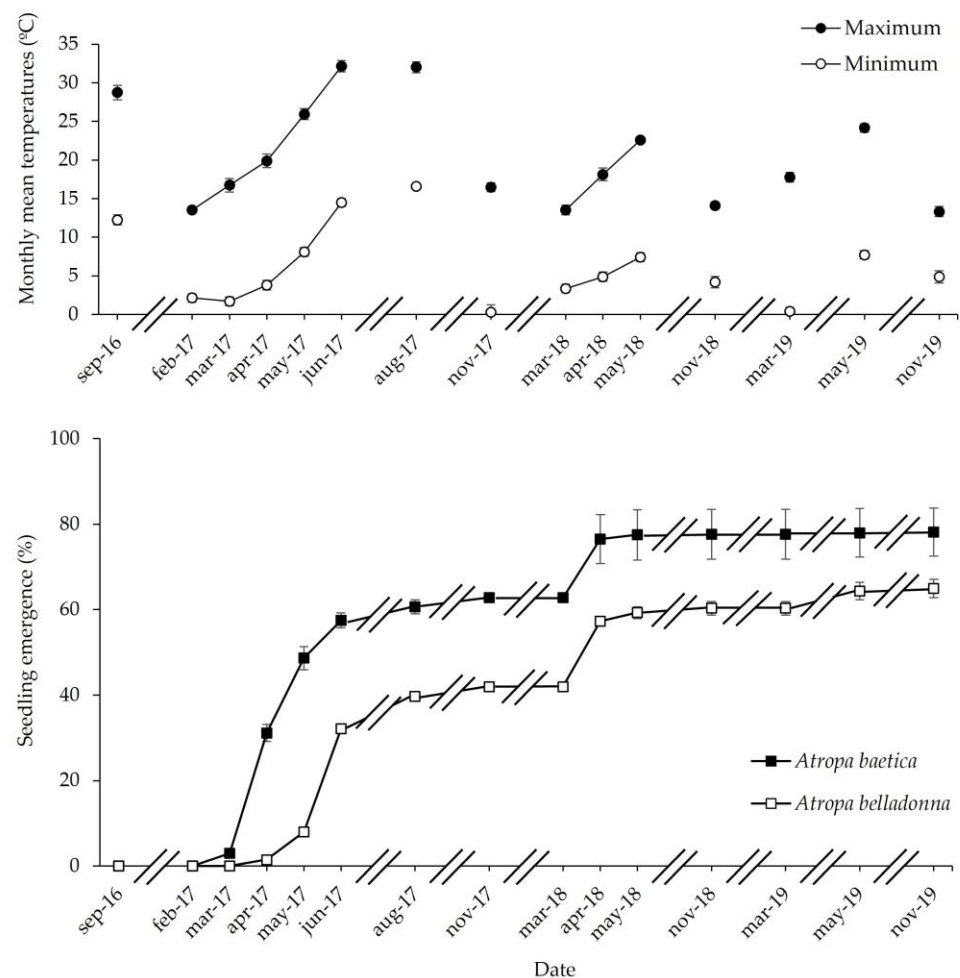 Monthly mean temperatures (ºC)
35
30
25
20
15
10
5
0
Maximum
Minimum
sep-16
feb-17
mar-17
apr-17
may-17
jun-17
aug-17
nov-17
mar-18
apr-18
may-18
nov-18
mar-19
may-19
nov-19
Seedling emergence (%)
100
80
60
40
20
0
Atropa baetica
Atropa belladonna
sep-16
feb-17
mar-17
apr-17
may-17
jun-17
aug-17
nov-17
mar-18
apr-18
may-18
nov-18
mar-19
may-19
nov-19
Date